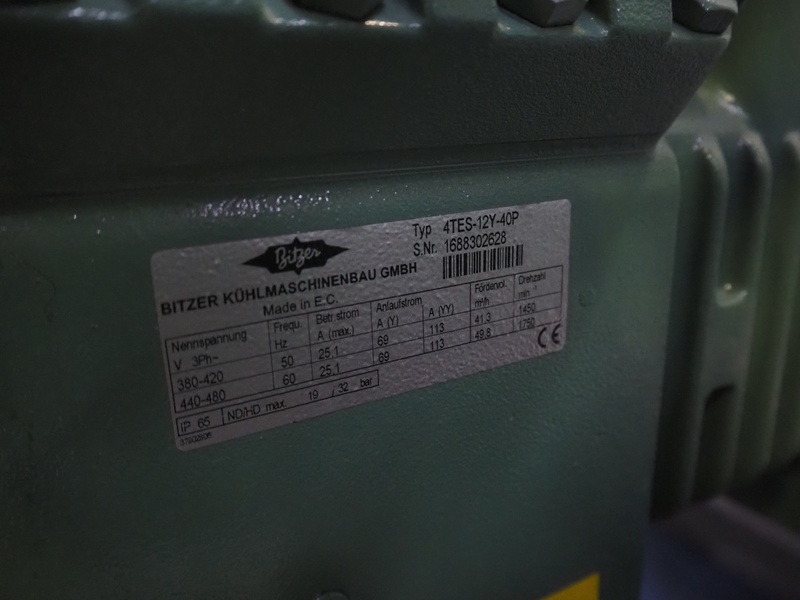 Bitzer
Typ 4TES-12Y-40P
S.Nr. 1688302628
BITZER KÜHLMASCHINENBAU GMBH
Made in E.C.
Nennspannung Frequ. Betr.strom Anlaufstrom Fördervol. Drehzahl
V 3Ph~ Hz A (max.) A (Y) A (YY) m³/h min
380-420 50 25.1 69 113 41.3 1450
440-480 60 25.1 69 113 49.8 1750
IP 65 ND/HD max. 19 / 32 bar CE